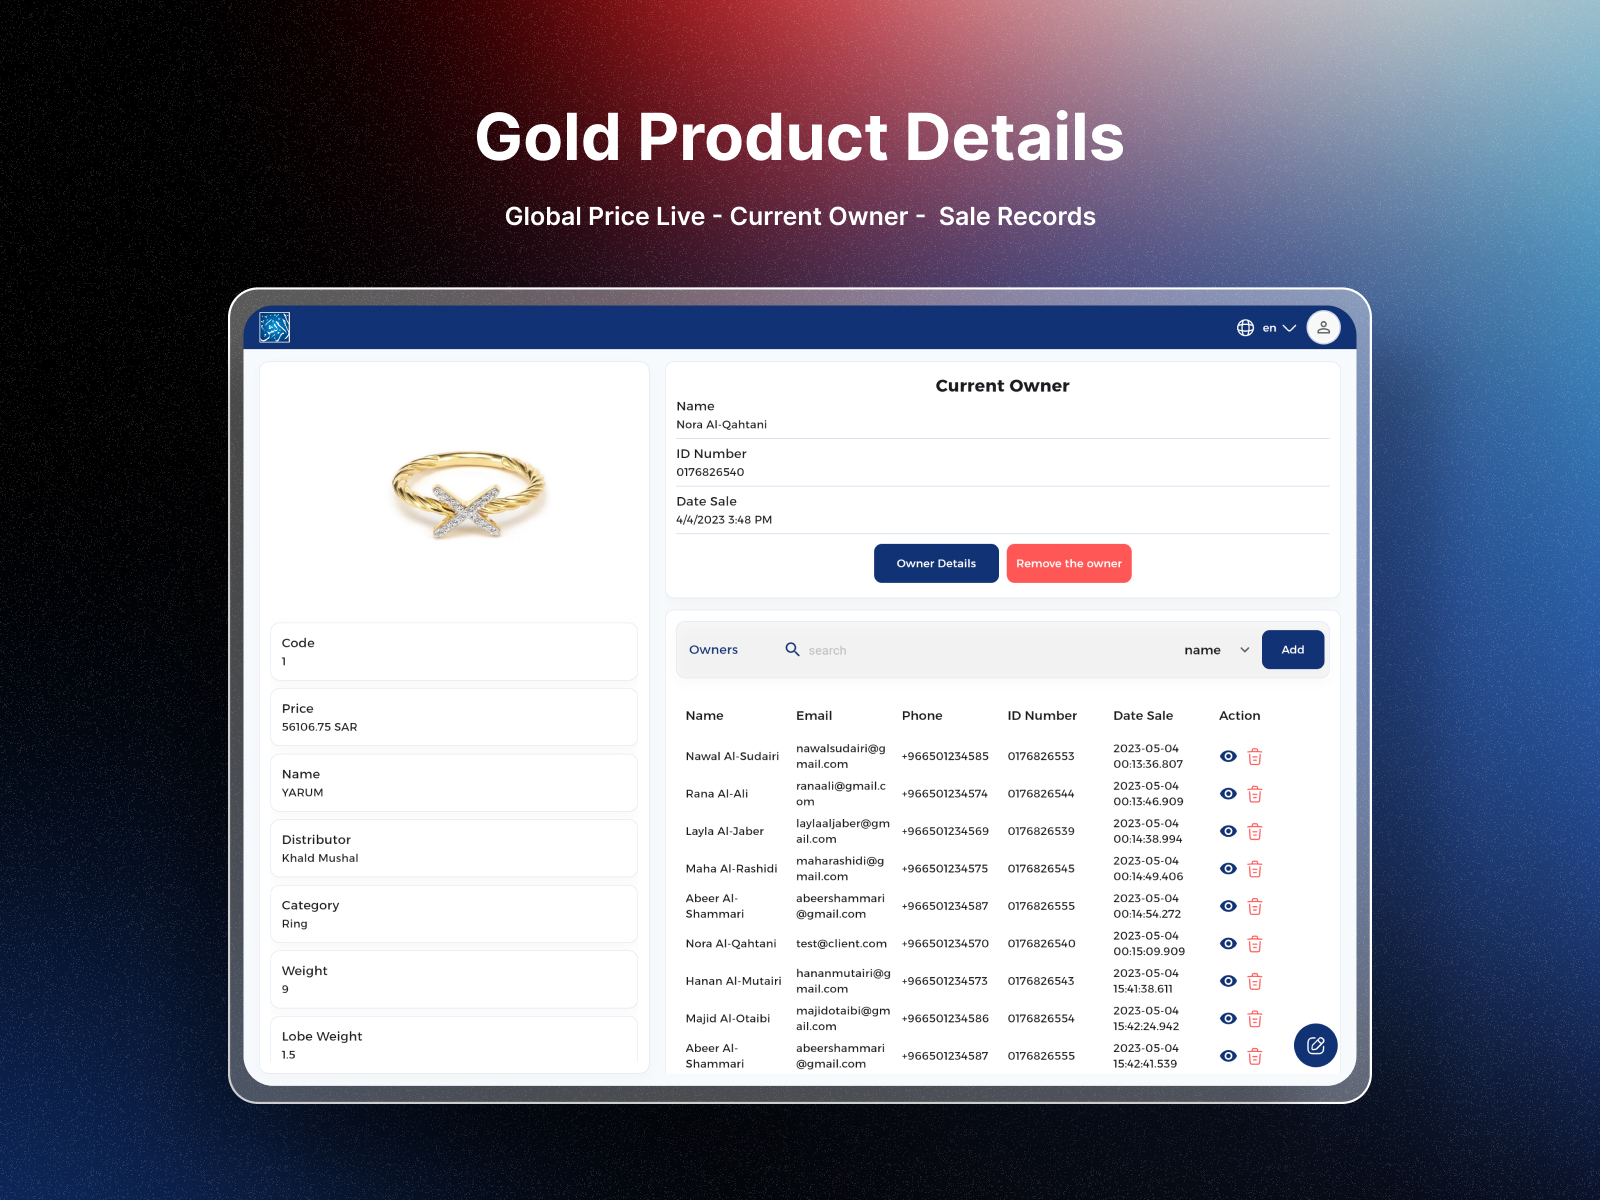 Gold Product Details
Global Price Live - Current Owner - Sale Records
en
Code
1
Price
56106.75 SAR
Name
YARUM
Distributor
Khald Mushal
Category
Ring
Weight
9
Lobe Weight
1.5
Current Owner
Name
Nora Al-Qahtani
ID Number
0176826540
Date Sale
4/4/2023 3:48 PM
Owner Details Remove the owner
Owners search name Add
Name Email Phone ID Number Date Sale Action
Nawal Al-Sudairi nawalsudairi@g +966501234585 0176826553 2023-05-04
mail.com 00:13:36.807
Rana Al-Ali ranaali@gmail.c +966501234574 0176826544 2023-05-04
om 00:13:46.909
Layla Al-Jaber laylaaljaber@gm +966501234569 0176826539 2023-05-04
ail.com 00:14:38.994
Maha Al-Rashidi maharashidi@g +966501234575 0176826545 2023-05-04
mail.com 00:14:49.406
Abeer Al- abeershammari +966501234587 0176826555 2023-05-04
Shammari @gmail.com 00:14:54.272
Nora Al-Qahtani test@client.com +966501234570 0176826540 2023-05-04
00:15:09.909
Hanan Al-Mutairi hananmutairi@g +966501234573 0176826543 2023-05-04
mail.com 15:41:38.611
Majid Al-Otaibi majidotaibi@gm +966501234586 0176826554 2023-05-04
ail.com 15:42:24.942
Abeer Al- abeershammari +966501234587 0176826555 2023-05-04
Shammari @gmail.com 15:42:41.539